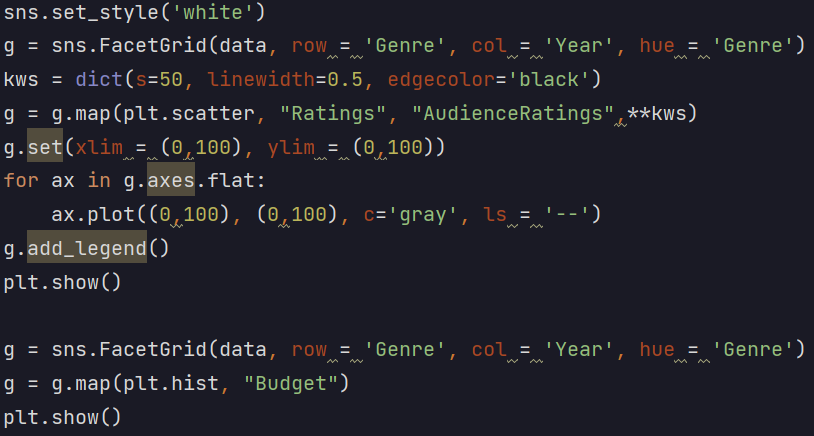 sns.set_style('white')
g = sns.FacetGrid(data, row = 'Genre', col = 'Year', hue = 'Genre')
kws = dict(s=50, linewidth=0.5, edgecolor='black')
g = g.map(plt.scatter, "Ratings", "AudienceRatings",**kws)
g.set(xlim = (0,100), ylim = (0,100))
for ax in g.axes.flat:
    ax.plot((0,100), (0,100), c='gray', ls = '--')
g.add_legend()
plt.show()

g = sns.FacetGrid(data, row = 'Genre', col = 'Year', hue = 'Genre')
g = g.map(plt.hist, "Budget")
plt.show()